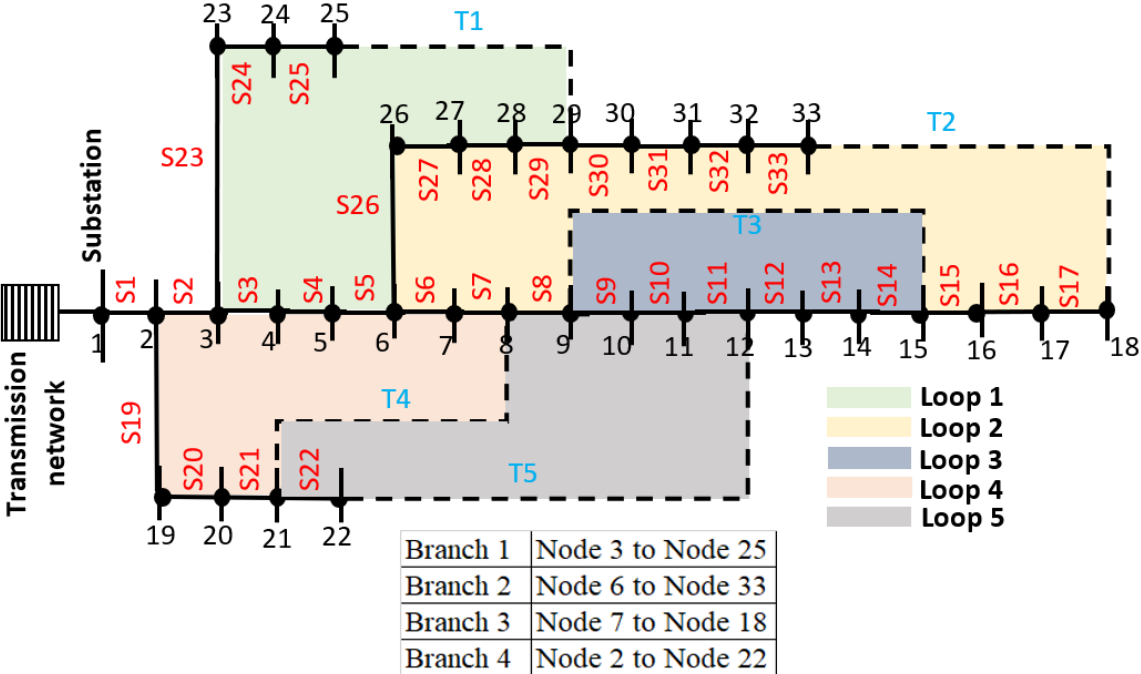 23 24 25
T1
S24 S25
26 27 28 29 30 31 32 33
T2
S23
S26
S27 S28 S29 S30 S31 S32 S33
T3
Substation
S1 S2 S3 S4 S5 S6 S7 S8 S9 S10 S11 S12 S13 S14 S15 S16 S17
1 2 3 4 5 6 7 8 9 10 11 12 13 14 15 16 17 18
Transmission
network
S19
T4
S20 S21 S22
T5
19 20 21 22
Loop 1
Loop 2
Loop 3
Loop 4
Loop 5
Branch 1 Node 3 to Node 25
Branch 2 Node 6 to Node 33
Branch 3 Node 7 to Node 18
Branch 4 Node 2 to Node 22